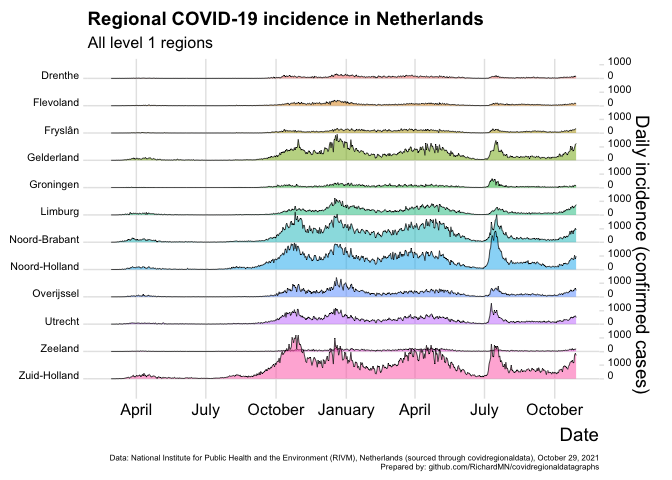 Regional COVID-19 incidence in Netherlands
All level 1 regions
Drenthe
1000
0
Flevoland
1000
0
Fryslân
1000
0
Gelderland
1000
0
Groningen
1000
0
Limburg
1000
0
Noord-Brabant
1000
0
Noord-Holland
1000
0
Overijssel
1000
0
Utrecht
1000
0
Zeeland
1000
0
Zuid-Holland
1000
0
Daily incidence (confirmed cases)
April July October January April July October
Date
Data: National Institute for Public Health and the Environment (RIVM), Netherlands (sourced through covidregionaldata), October 29, 2021
Prepared by: github.com/RichardMN/covidregionaldatagraphs